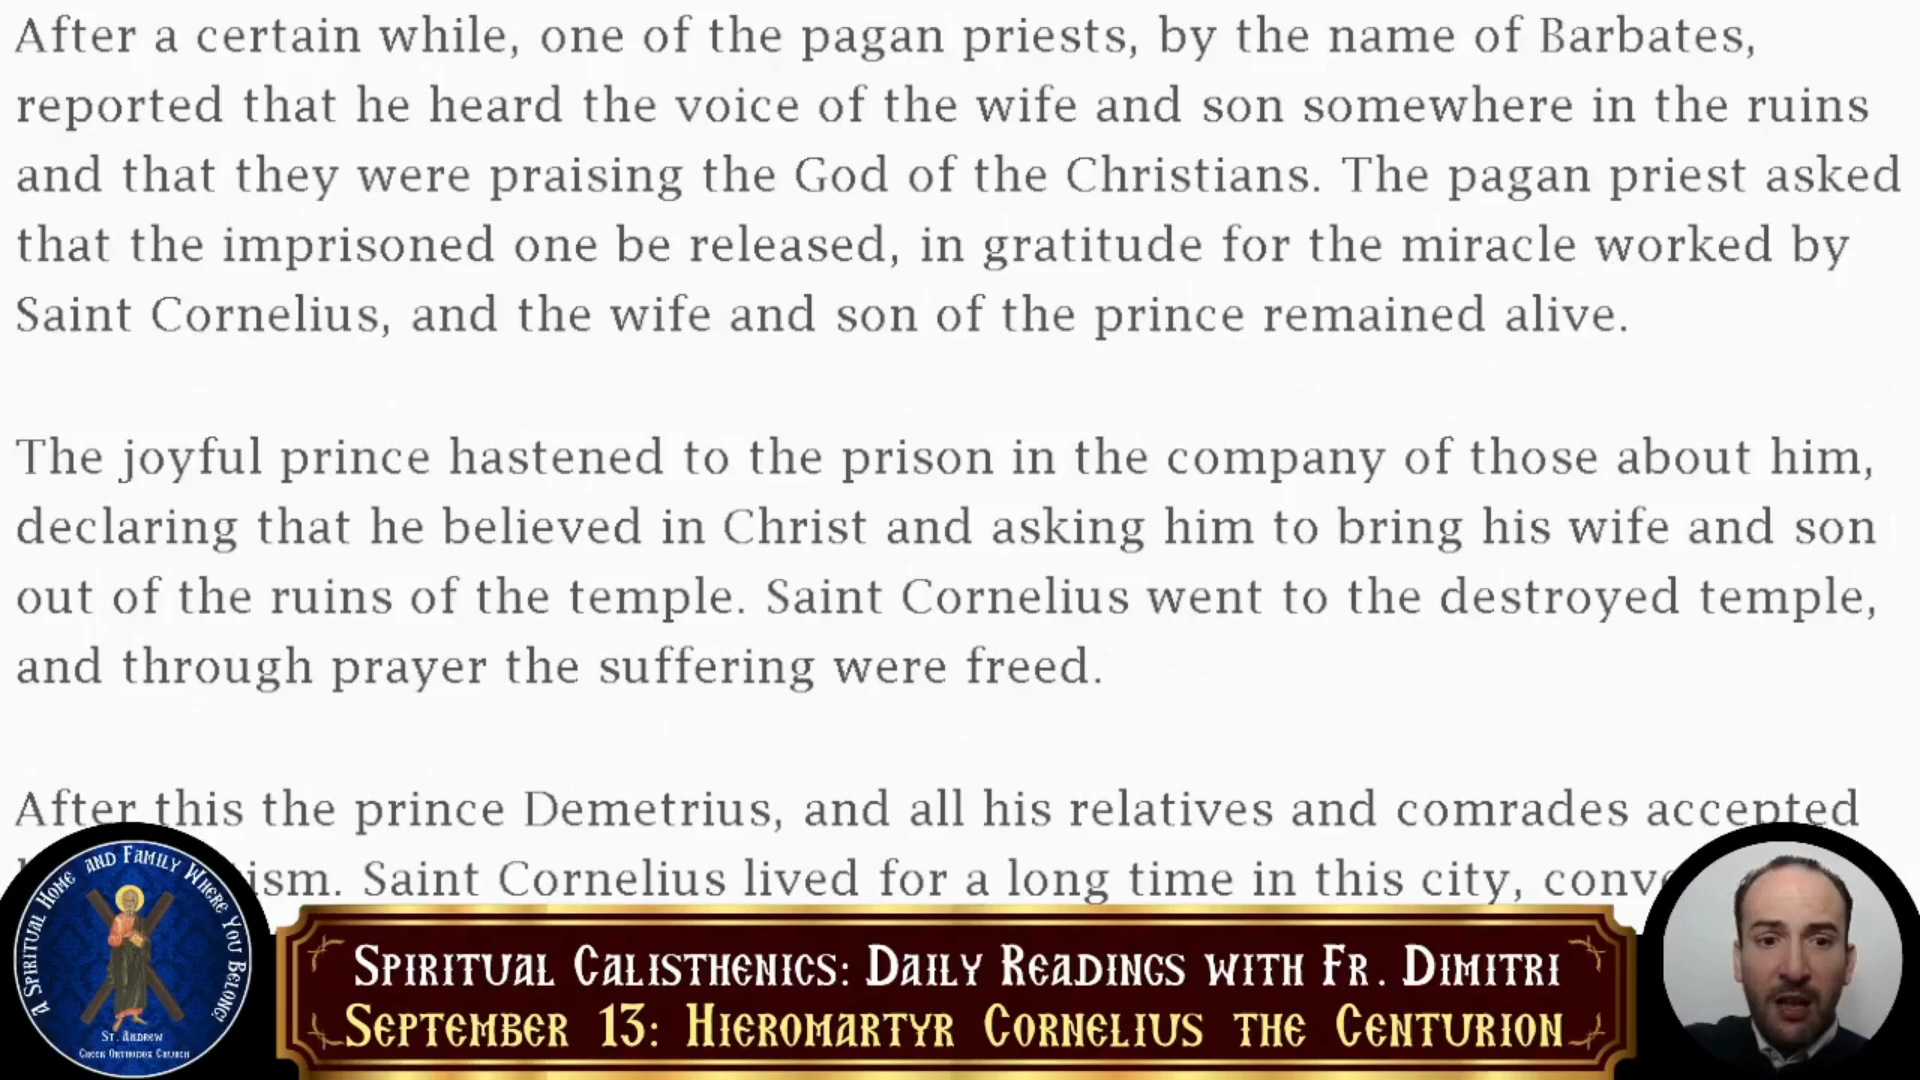 After a certain while, one of the pagan priests, by the name of Barbates,
reported that he heard the voice of the wife and son somewhere in the ruins
and that they were praising the God of the Christians. The pagan priest asked
that the imprisoned one be released, in gratitude for the miracle worked by
Saint Cornelius, and the wife and son of the prince remained alive.
The joyful prince hastened to the prison in the company of those about him,
declaring that he believed in Christ and asking him to bring his wife and son
out of the ruins of the temple. Saint Cornelius went to the destroyed temple,
and through prayer the suffering were freed.
After this the prince Demetrius, and all his relatives and comrades accepted
ism. Saint Cornelius lived for a long time in this city,
A Spiritual Home and Family Where You Belong!
St. Andrew
Greek Orthodox Church
Spiritual Calisthenics: Daily Readings with Fr. Dimitri
September 13: Hieromartyr Cornelius the Centurion